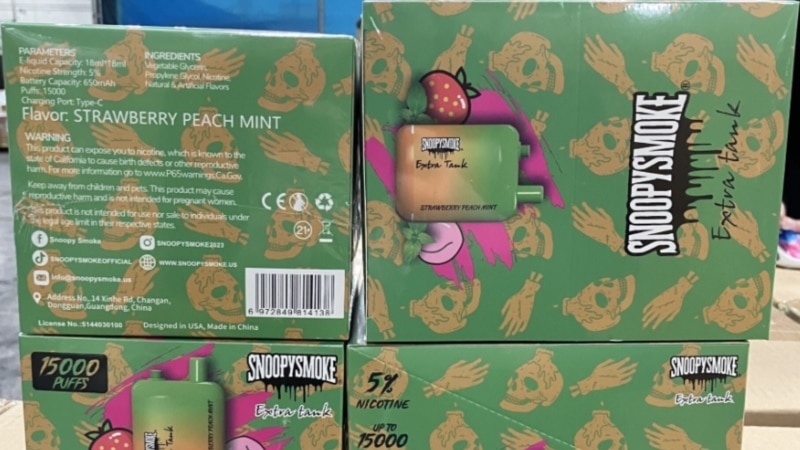 PARAMETERS
E-liquid Capacity: 18ml*18ml
Nicotine Strength: 5%
Battery Capacity: 650mAh
Puffs: 15000
Charging Port: Type-C
INGREDIENTS
Vegetable Glycerin,
Propylene Glycol, Nicotine,
Natural & Artificial Flavors
Flavor: STRAWBERRY PEACH MINT
WARNING
This product can expose you to nicotine, which is known to the
state of California to cause birth defects or other reproductive
harm. For more information go to www.P65warnings.Ca.Gov.
Keep away from children and pets. This product may cause
reproductive harm and is not intended for pregnant women.
This product is not intended for use nor sale to individuals under
the legal age limit in their respective states.
CE
21+
Snoopy Smoke
SNOOPYSMOKE2023
SNOOPYSMOKEOFFICIAL
WWW.SNOOPYSMOKE.US
info@snoopysmoke.us
Address No.,14 Xinhe Rd, Changan,
Dongguan,Guangdong, China
License No.:5144030100
Designed in USA, Made in China
6 972849 814138
SNOOPYSMOKE
Extra Tank
STRAWBERRY PEACH MINT
SNOOPYSMOKE®
Extra tank
15000
PUFFS
SNOOPYSMOKE
Extra tank
STRAWBERRY PEACH MINT
5%
NICOTINE
UP TO
15000
SNOOPYSMOKE
Extra tank